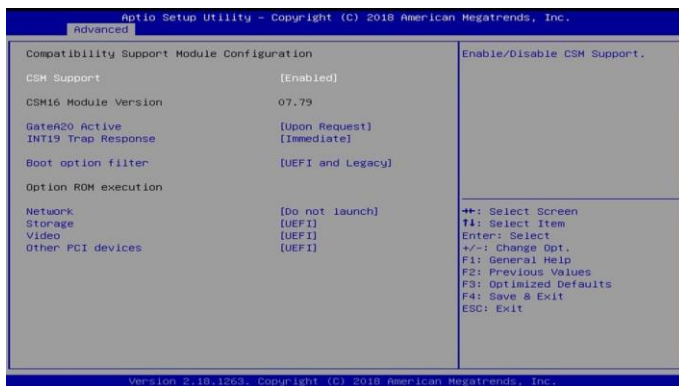 Aptio Setup Utility – Copyright (C) 2018 American Megatrends, Inc.
Advanced
Compatibility Support Module Configuration
CSM Support [Enabled]
CSM16 Module Version 07.79
GateA20 Active [Upon Request]
INT19 Trap Response [Immediate]
Boot option filter [UEFI and Legacy]
Option ROM execution
Network [Do not launch]
Storage [UEFI]
Video [UEFI]
Other PCI devices [UEFI]
Enable/Disable CSM Support.
→←: Select Screen
↑↓: Select Item
Enter: Select
+/-: Change Opt.
F1: General Help
F2: Previous Values
F3: Optimized Defaults
F4: Save & Exit
ESC: Exit
Version 2.18.1263. Copyright (C) 2018 American Megatrends, Inc.